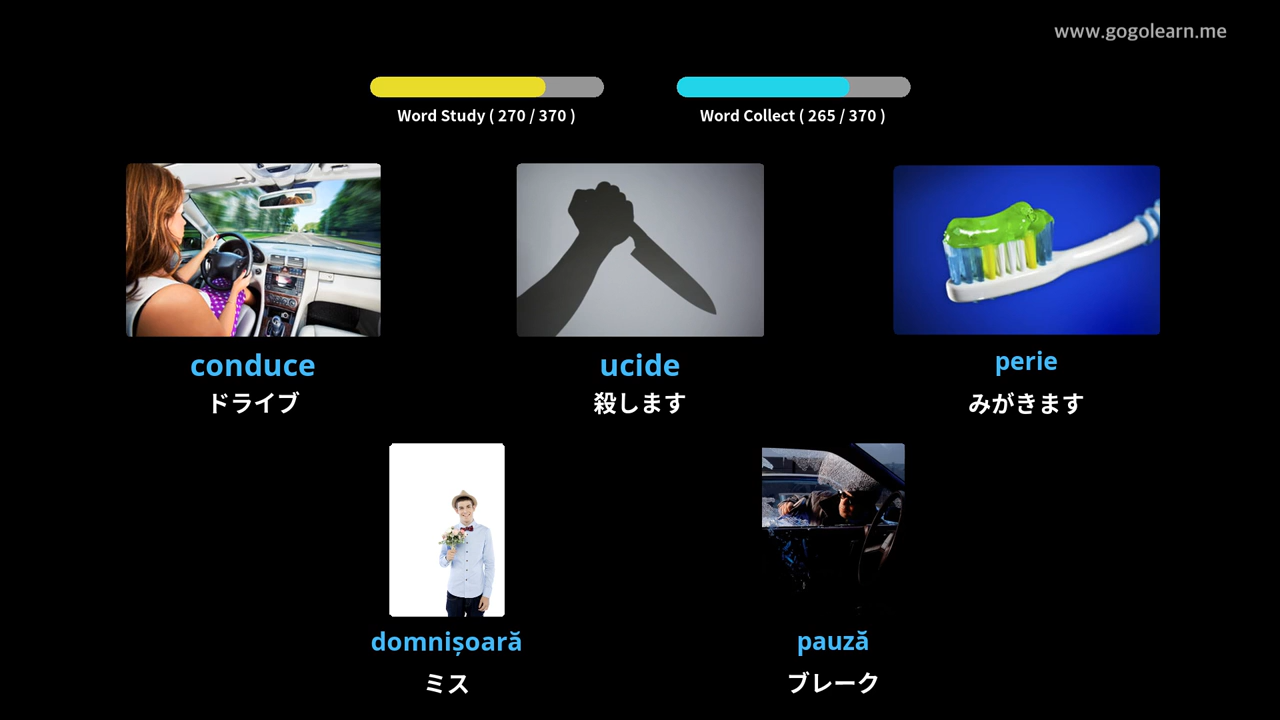 www.gogolearn.me
Word Study ( 270 / 370 )
Word Collect ( 265 / 370 )
conduce
ドライブ
ucide
殺します
perie
みがきます
domnișoară
ミス
pauză
ブレーク